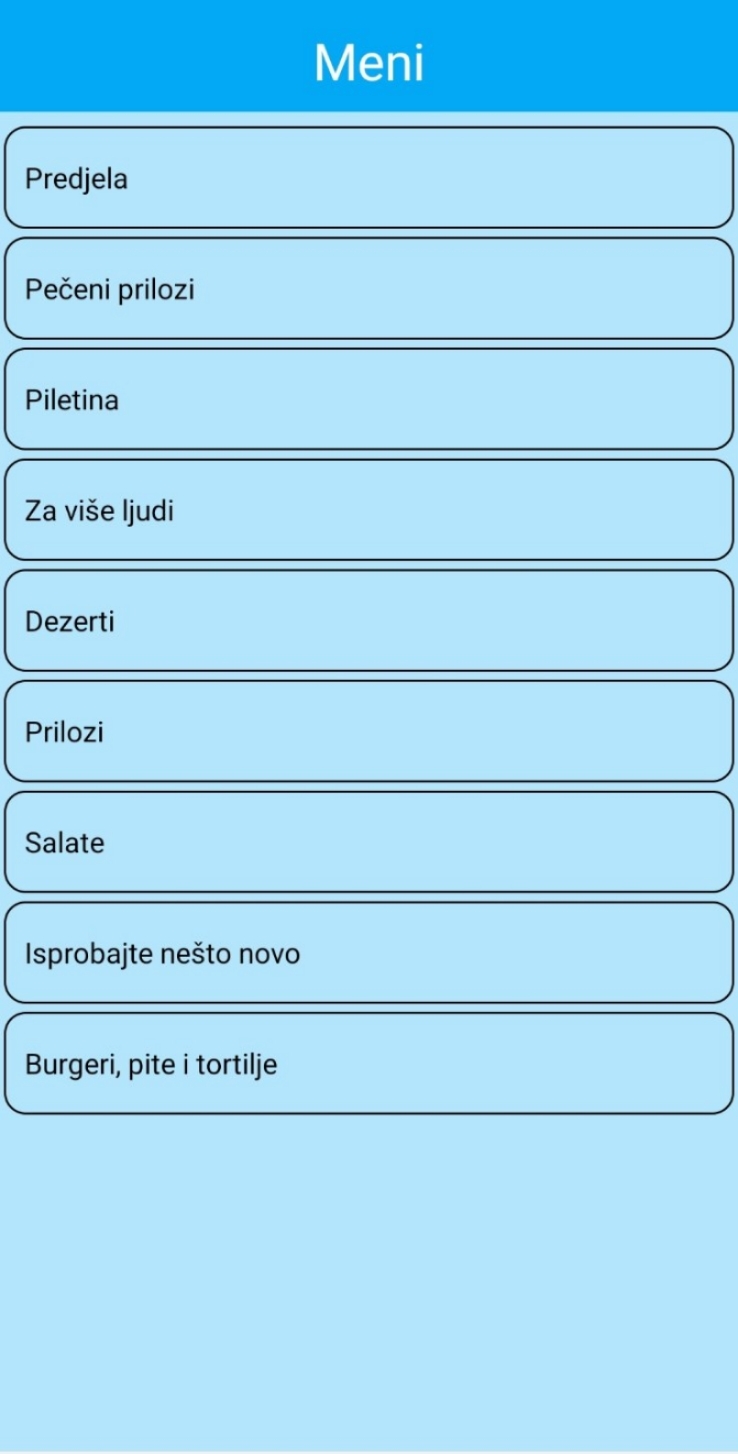 Meni
Predjela
Pečeni prilozi
Piletina
Za više ljudi
Dezerti
Prilozi
Salate
Isprobajte nešto novo
Burgeri, pite i tortilje